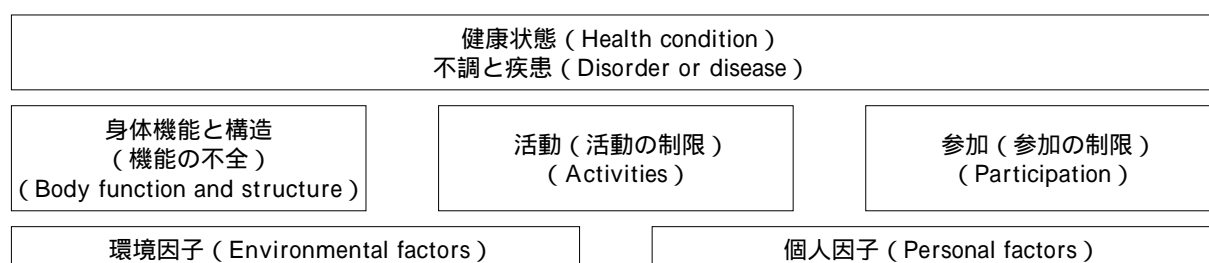 健康状態（Health condition）
不調と疾患（Disorder or disease）
身体機能と構造
（機能の不全）
（Body function and structure）
活動（活動の制限）
（Activities）
参加（参加の制限）
（Participation）
環境因子（Environmental factors）
個人因子（Personal factors）